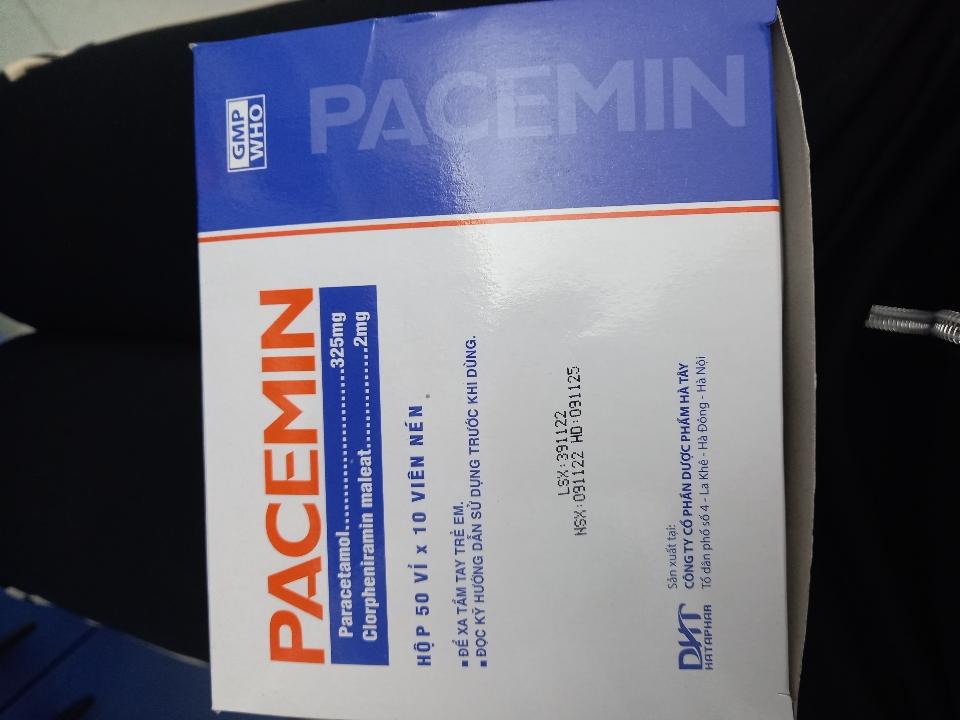 GMP
WHO
PACEMIN
PACEMIN
Paracetamol........................325mg
Clorpheniramin maleat................2mg
HỘP 50 VỈ x 10 VIÊN NÉN
▪ ĐỂ XA TẦM TAY TRẺ EM.
▪ ĐỌC KỸ HƯỚNG DẪN SỬ DỤNG TRƯỚC KHI DÙNG.
LSX:391122
NSX:091122 HD:091125
DHT
HATAPHAR
Sản xuất tại:
CÔNG TY CỔ PHẦN DƯỢC PHẨM HÀ TÂY
Tổ dân phố số 4 - La Khê - Hà Đông - Hà Nội